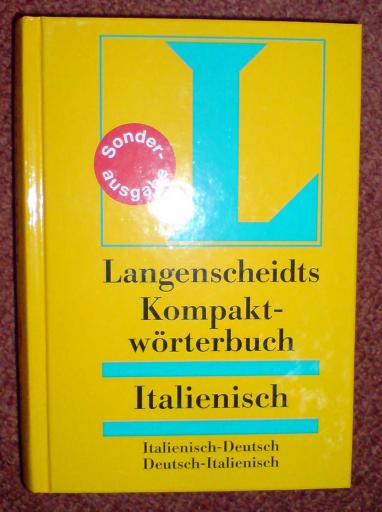 L
Sonder-
ausgabe
Langenscheidts
Kompakt-
wörterbuch
Italienisch
Italienisch-Deutsch
Deutsch-Italienisch